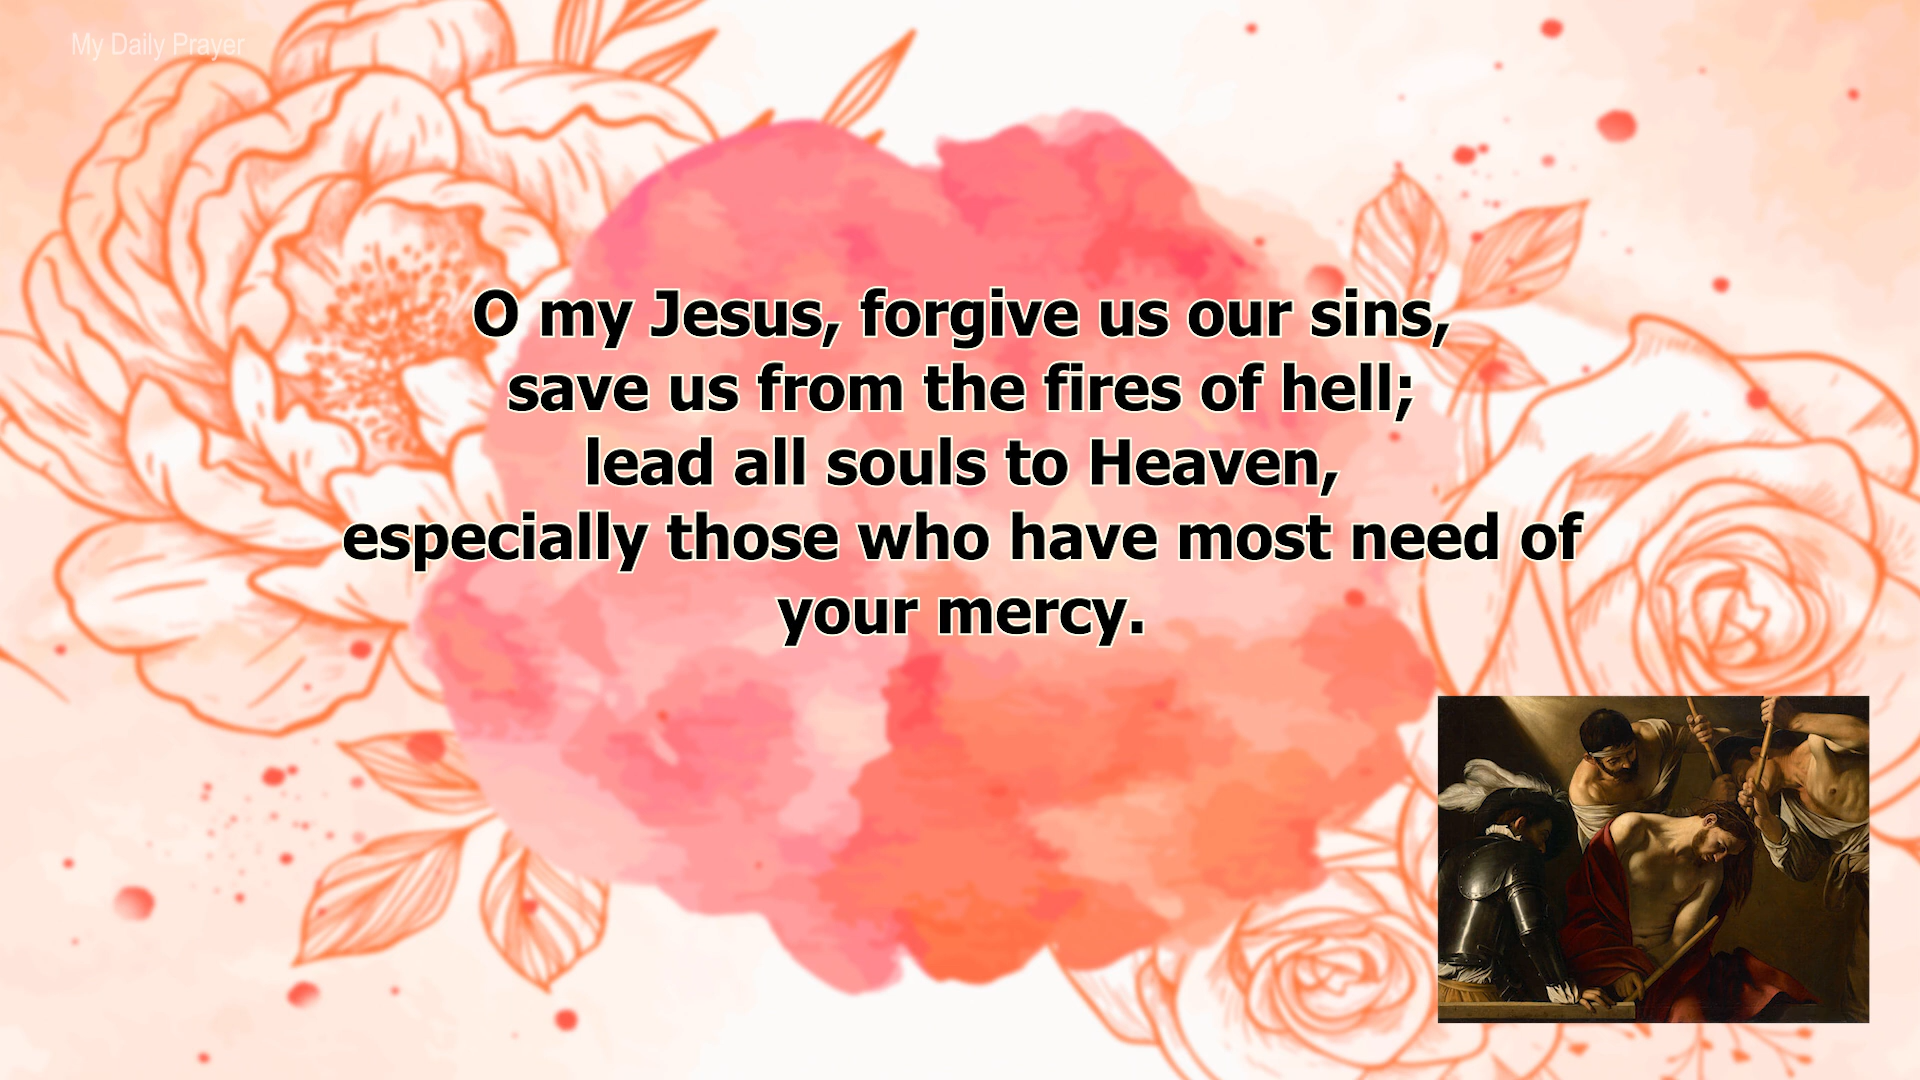 My Daily Prayer
O my Jesus, forgive us our sins,
save us from the fires of hell;
lead all souls to Heaven,
especially those who have most need of
your mercy.